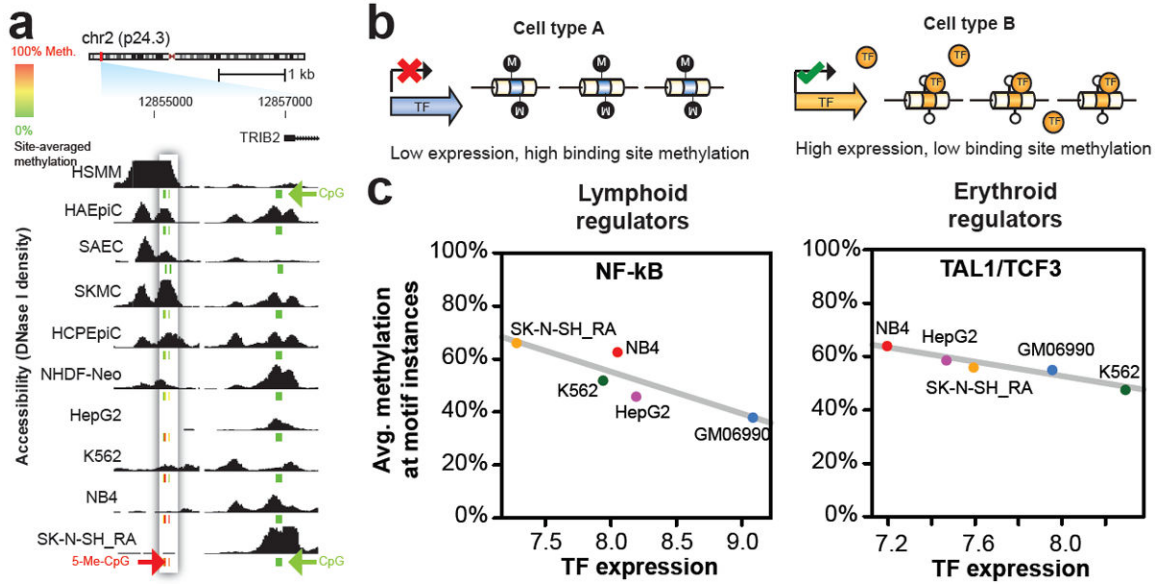 a
chr2 (p24.3)
100% Meth.
0%
Site-averaged
methylation
1 kb
12855000
12857000
TRIB2
Accessibility (DNase I density)
HSMM
CpG
HAEpiC
SAEC
SKMC
HCPEpiC
NHDF-Neo
HepG2
K562
NB4
SK-N-SH_RA
5-Me-CpG
CpG
b
Cell type A
TF
M M M
M M M
Low expression, high binding site methylation
Cell type B
TF
TF TF
TF TF TF
TF
High expression, low binding site methylation
c
Lymphoid
regulators
Avg. methylation
at motif instances
100%
80%
60%
40%
20%
0%
NF-kB
SK-N-SH_RA
NB4
K562
HepG2
GM06990
7.5 8.0 8.5 9.0
TF expression
Erythroid
regulators
100%
80%
60%
40%
20%
0%
TAL1/TCF3
NB4
HepG2
SK-N-SH_RA
GM06990
K562
7.2 7.6 8.0
TF expression